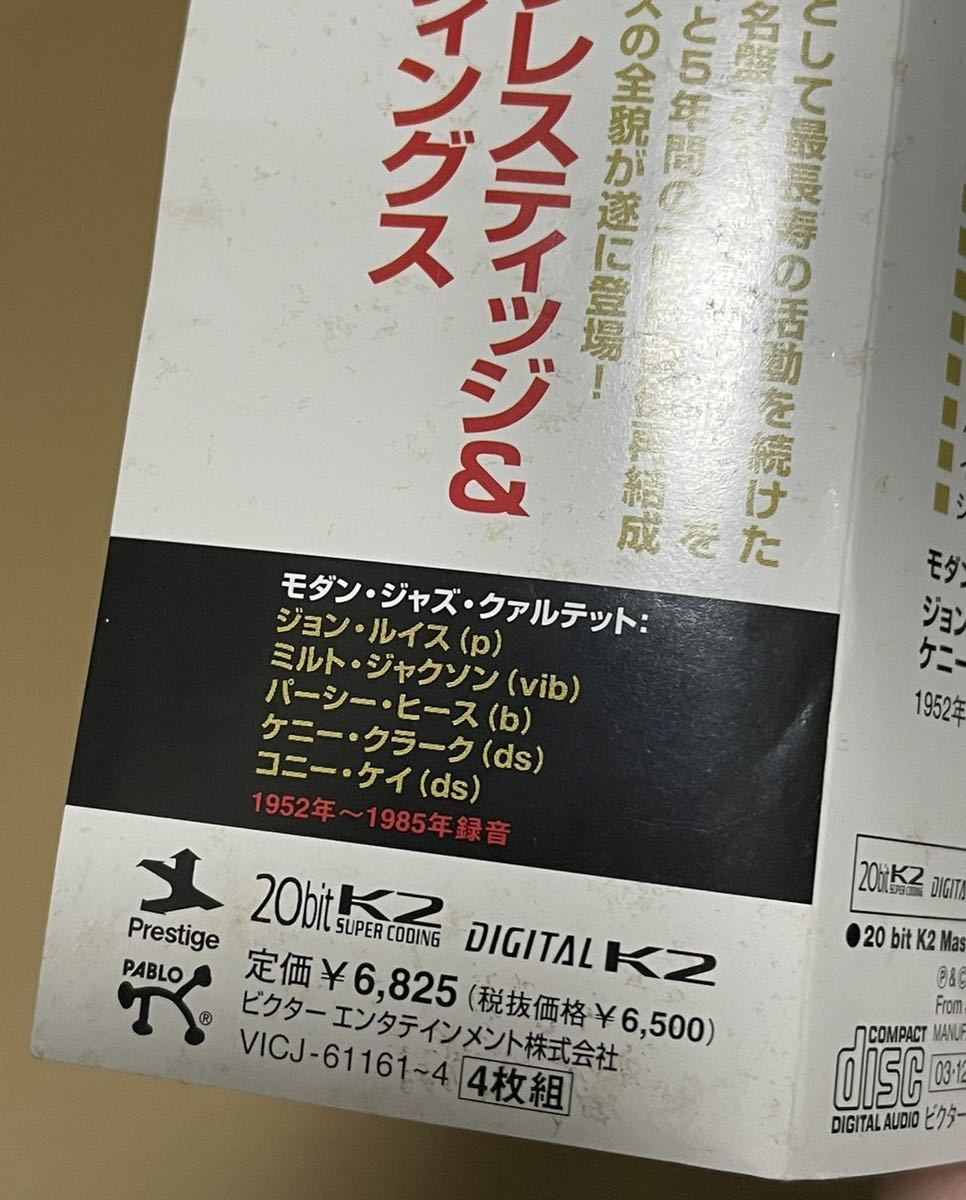 レスティッジ&
ィングス
として最長寿の活動を続けた
名盤
と5年間の
を
再結成
スの全貌が遂に登場！
モダン・ジャズ・クァルテット：
ジョン・ルイス（p）
ミルト・ジャクソン（vib）
パーシー・ヒース（b）
ケニー・クラーク（ds）
コニー・ケイ（ds）
1952年〜1985年録音
Prestige
PABLO ®
20bit K2 SUPER CODING
DIGITAL K2
定価￥6,825（税抜価格￥6,500）
ビクター エンタテインメント株式会社
VICJ-61161~4 4枚組
モダン
ジョン
ケニー
1952年
20bit K2 SUPER CODING
●20 bit K2
Ⓟ&Ⓒ
From
COMPACT disc DIGITAL AUDIO
03·12
ビクター